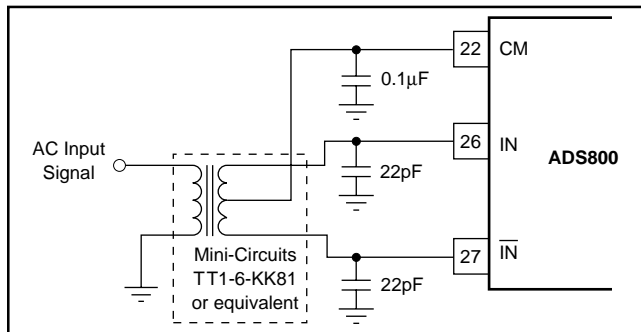 22 CM
0.1µF
AC Input
Signal
26 IN
ADS800
22pF
Mini-Circuits
TT1-6-KK81
or equivalent
27 I̅N̅
22pF